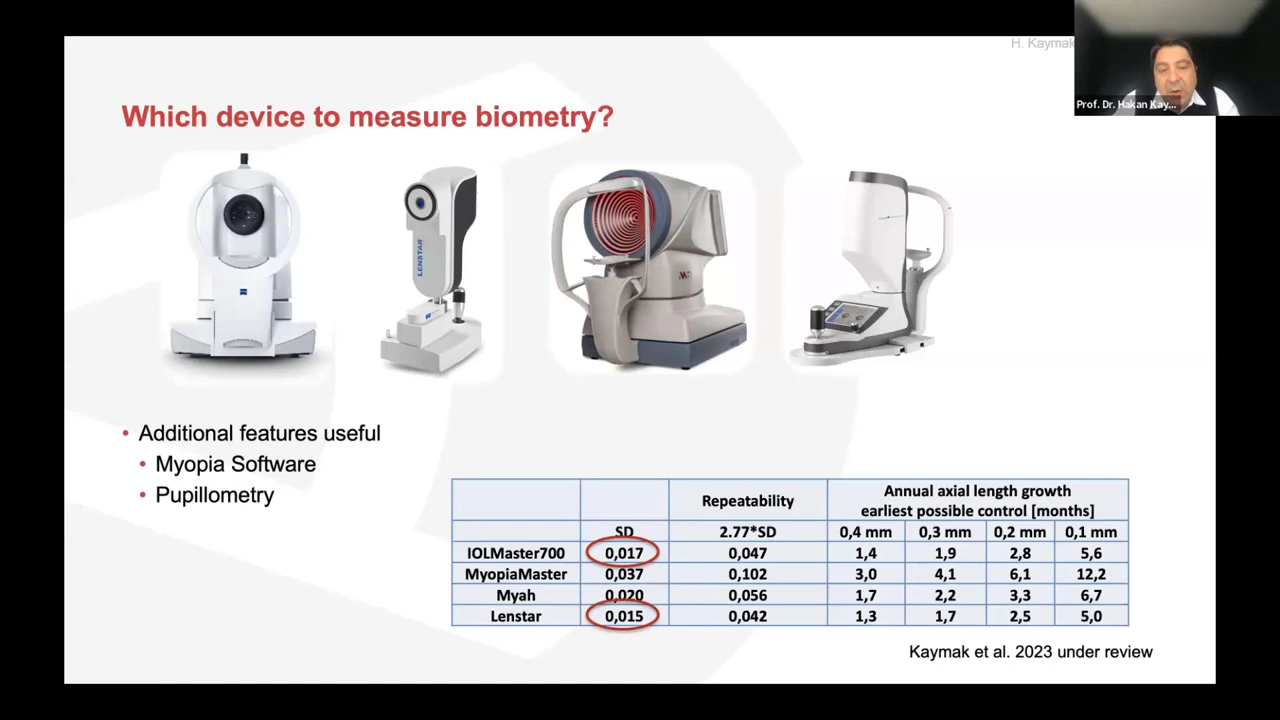 H. Kaymak
Prof. Dr. Hakan Kay...
Which device to measure biometry?
LENSTAR
• Additional features useful
• Myopia Software
• Pupillometry
Repeatability Annual axial length growth
earliest possible control [months]
SD 2.77*SD 0,4 mm 0,3 mm 0,2 mm 0,1 mm
IOLMaster700 0,017 0,047 1,4 1,9 2,8 5,6
MyopiaMaster 0,037 0,102 3,0 4,1 6,1 12,2
Myah 0,020 0,056 1,7 2,2 3,3 6,7
Lenstar 0,015 0,042 1,3 1,7 2,5 5,0
Kaymak et al. 2023 under review